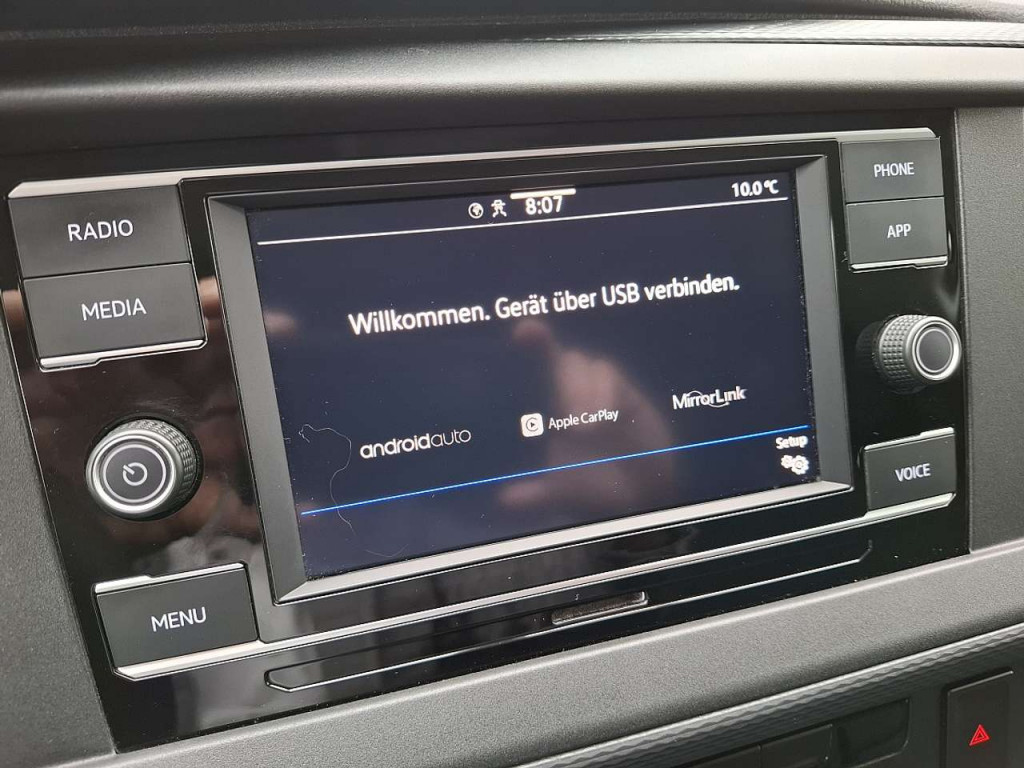 8:07
10.0°C
PHONE
RADIO
APP
MEDIA
Willkommen. Gerät über USB verbinden.
androidauto
Apple CarPlay
MirrorLink
Setup
VOICE
MENU